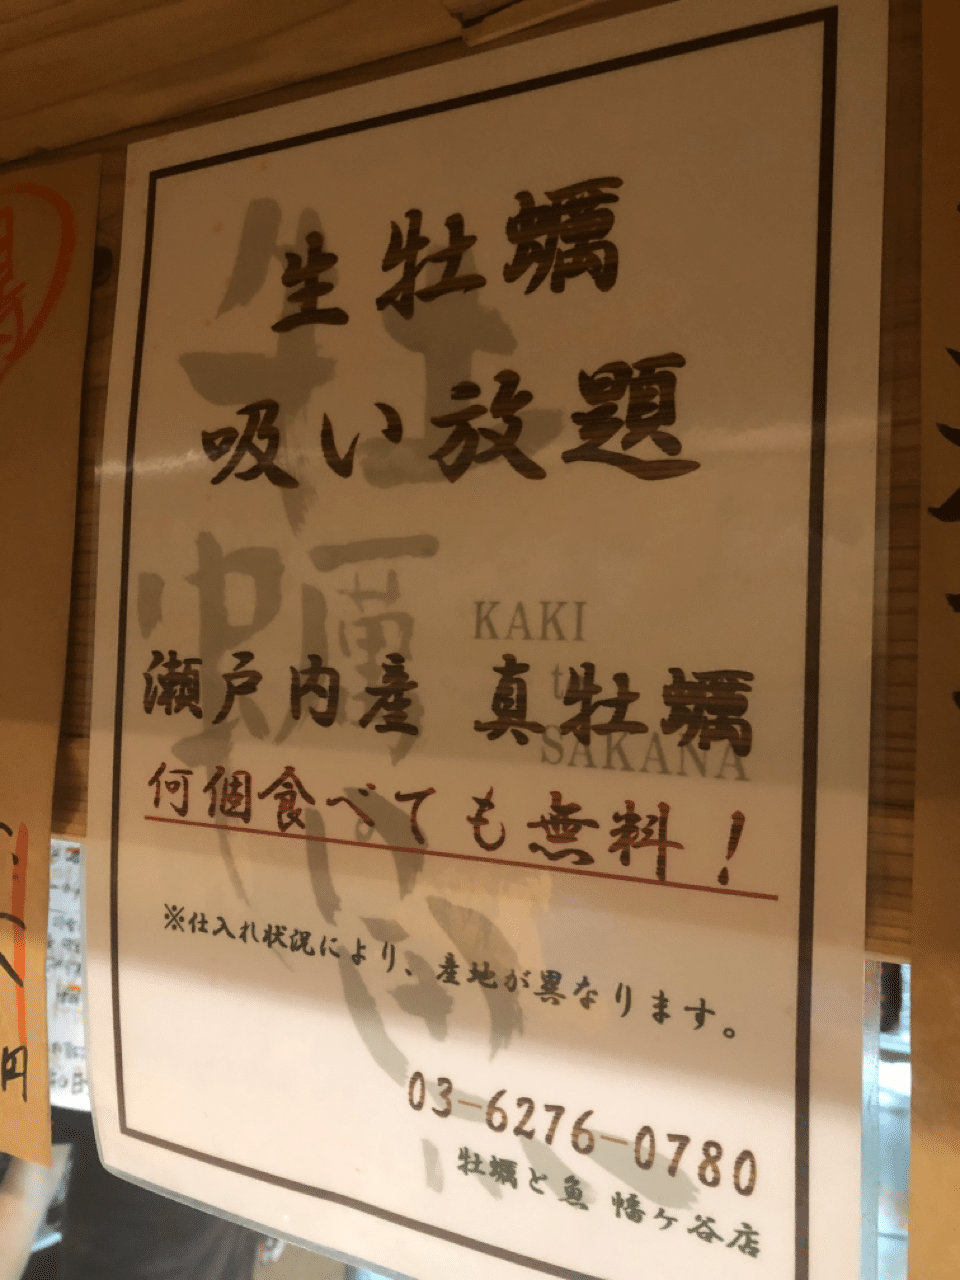 生牡蠣
吸い放題
KAKI
to
SAKANA
瀬戸内産 真牡蠣
何個食べても無料！
※仕入れ状況により、産地が異なります。
03-6276-0780
牡蠣と魚 幡ヶ谷店
円